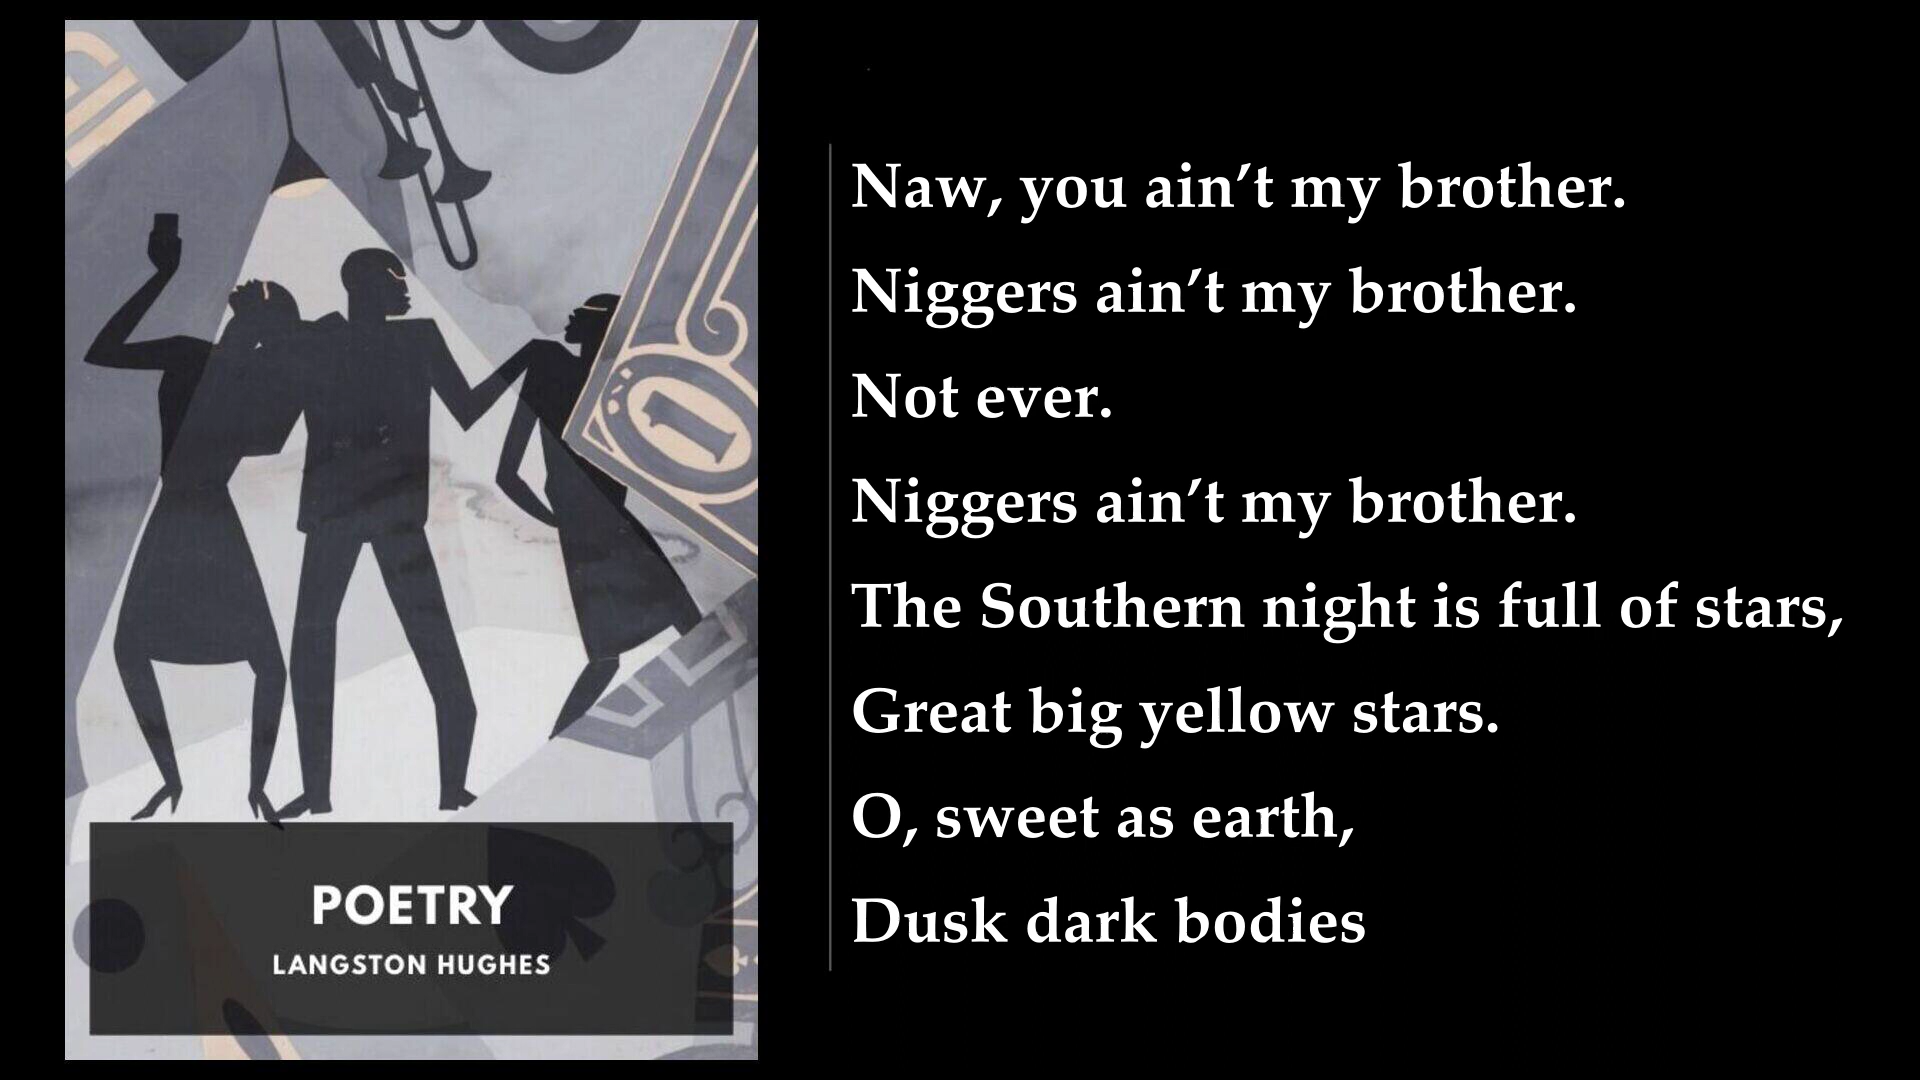 POETRY
LANGSTON HUGHES
Naw, you ain’t my brother.
Niggers ain’t my brother.
Not ever.
Niggers ain’t my brother.
The Southern night is full of stars,
Great big yellow stars.
O, sweet as earth,
Dusk dark bodies